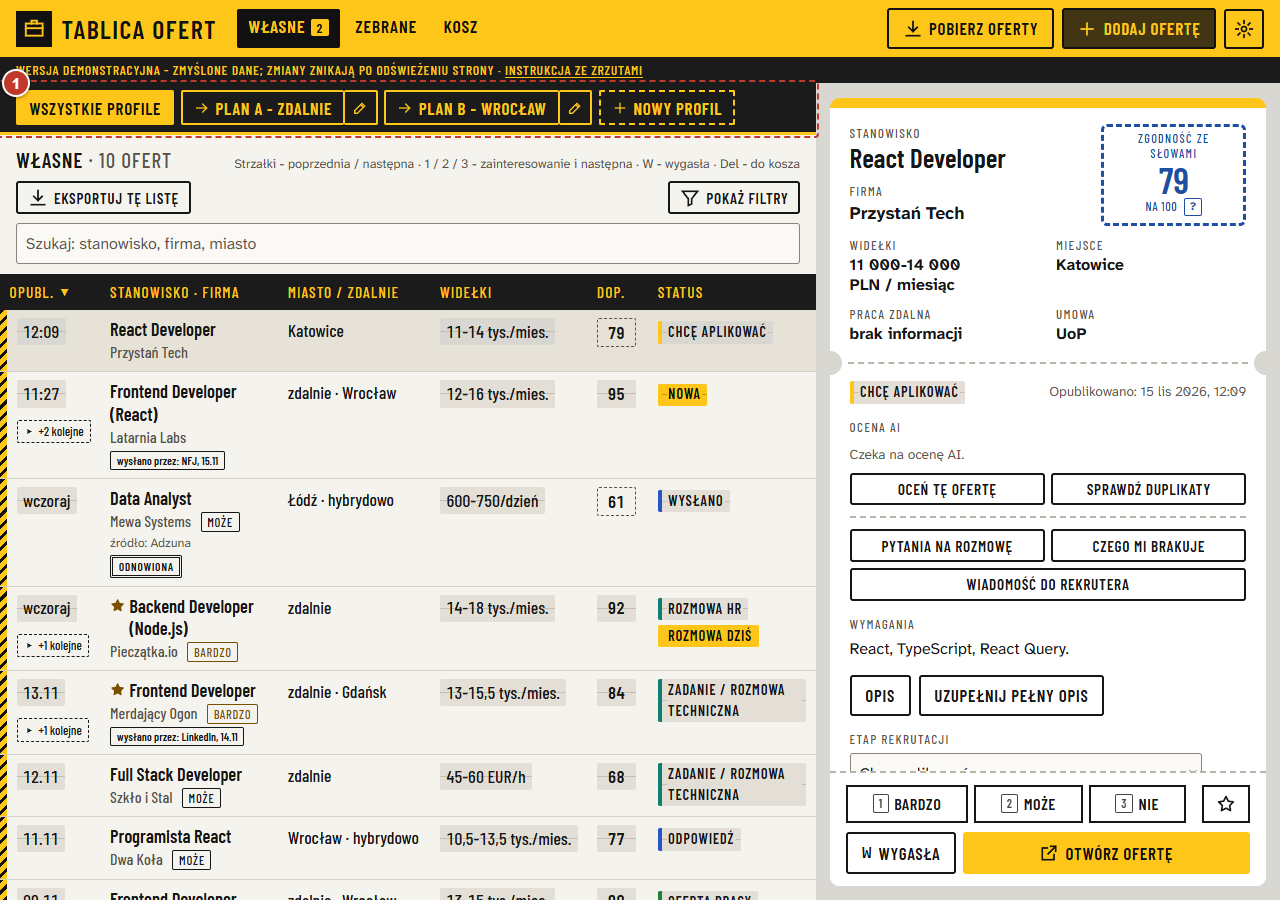 TABLICA OFERT
WŁASNE 2
ZEBRANE
KOSZ
POBIERZ OFERTY
DODAJ OFERTĘ
WERSJA DEMONSTRACYJNA - ZMYŚLONE DANE; ZMIANY ZNIKAJĄ PO ODŚWIEŻENIU STRONY · INSTRUKCJA ZE ZRZUTAMI
1
WSZYSTKIE PROFILE
PLAN A - ZDALNIE
PLAN B - WROCŁAW
NOWY PROFIL
WŁASNE · 10 OFERT
Strzałki - poprzednia / następna · 1 / 2 / 3 - zainteresowanie i następna · W - wygasła · Del - do kosza
EKSPORTUJ TĘ LISTĘ
POKAŻ FILTRY
Szukaj: stanowisko, firma, miasto
OPUBL. ▼ STANOWISKO · FIRMA MIASTO / ZDALNIE WIDEŁKI DOP. STATUS
12:09 React Developer Katowice 11-14 tys./mies. 79 CHCĘ APLIKOWAĆ
Przystań Tech
11:27 Frontend Developer zdalnie · Wrocław 12-16 tys./mies. 95 NOWA
(React)
+2 kolejne
Latarnia Labs
wysłano przez: NFJ, 15.11
wczoraj Data Analyst Łódź · hybrydowo 600-750/dzień 61 WYSŁANO
Mewa Systems MOŻE
źródło: Adzuna
ODNOWIONA
wczoraj Backend Developer zdalnie 14-18 tys./mies. 92 ROZMOWA HR
(Node.js) ROZMOWA DZIŚ
+1 kolejne
Pieczątka.io BARDZO
13.11 Frontend Developer zdalnie · Gdańsk 13-15,5 tys./mies. 84 ZADANIE / ROZMOWA
TECHNICZNA
Merdający Ogon BARDZO
+1 kolejne
wysłano przez: LinkedIn, 14.11
12.11 Full Stack Developer zdalnie 45-60 EUR/h 68 ZADANIE / ROZMOWA
TECHNICZNA
Szkło i Stal MOŻE
11.11 Programista React Wrocław · hybrydowo 10,5-13,5 tys./mies. 77 ODPOWIEDŹ
Dwa Koła MOŻE
STANOWISKO
React Developer
FIRMA
Przystań Tech
ZGODNOŚĆ ZE
SŁOWAMI
79
NA 100 ?
WIDEŁKI
11 000-14 000
PLN / miesiąc
MIEJSCE
Katowice
PRACA ZDALNA
brak informacji
UMOWA
UoP
CHCĘ APLIKOWAĆ
Opublikowano: 15 lis 2026, 12:09
OCENA AI
Czeka na ocenę AI.
OCEŃ TĘ OFERTĘ
SPRAWDŹ DUPLIKATY
PYTANIA NA ROZMOWĘ
CZEGO MI BRAKUJE
WIADOMOŚĆ DO REKRUTERA
WYMAGANIA
React, TypeScript, React Query.
OPIS
UZUPEŁNIJ PEŁNY OPIS
ETAP REKRUTACJI
1 BARDZO
2 MOŻE
3 NIE
W WYGASŁA
OTWÓRZ OFERTĘ